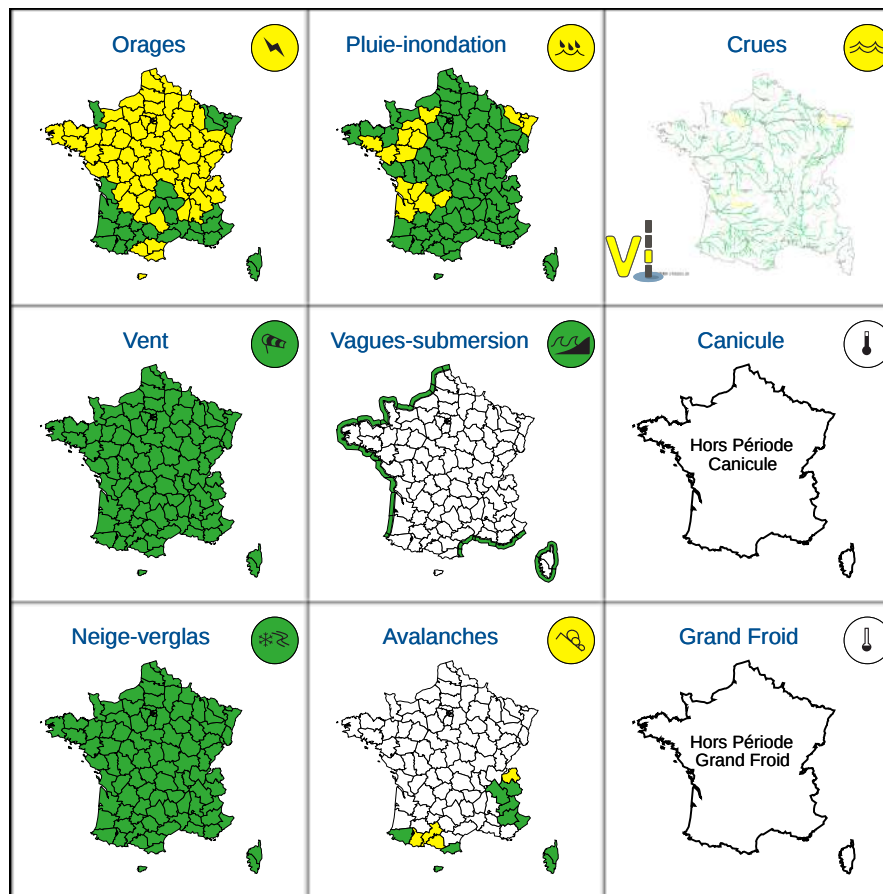 Orages
Pluie-inondation
Crues
Vi
Vent
Vagues-submersion
Canicule
Hors Période
Canicule
Neige-verglas
Avalanches
Grand Froid
Hors Période
Grand Froid